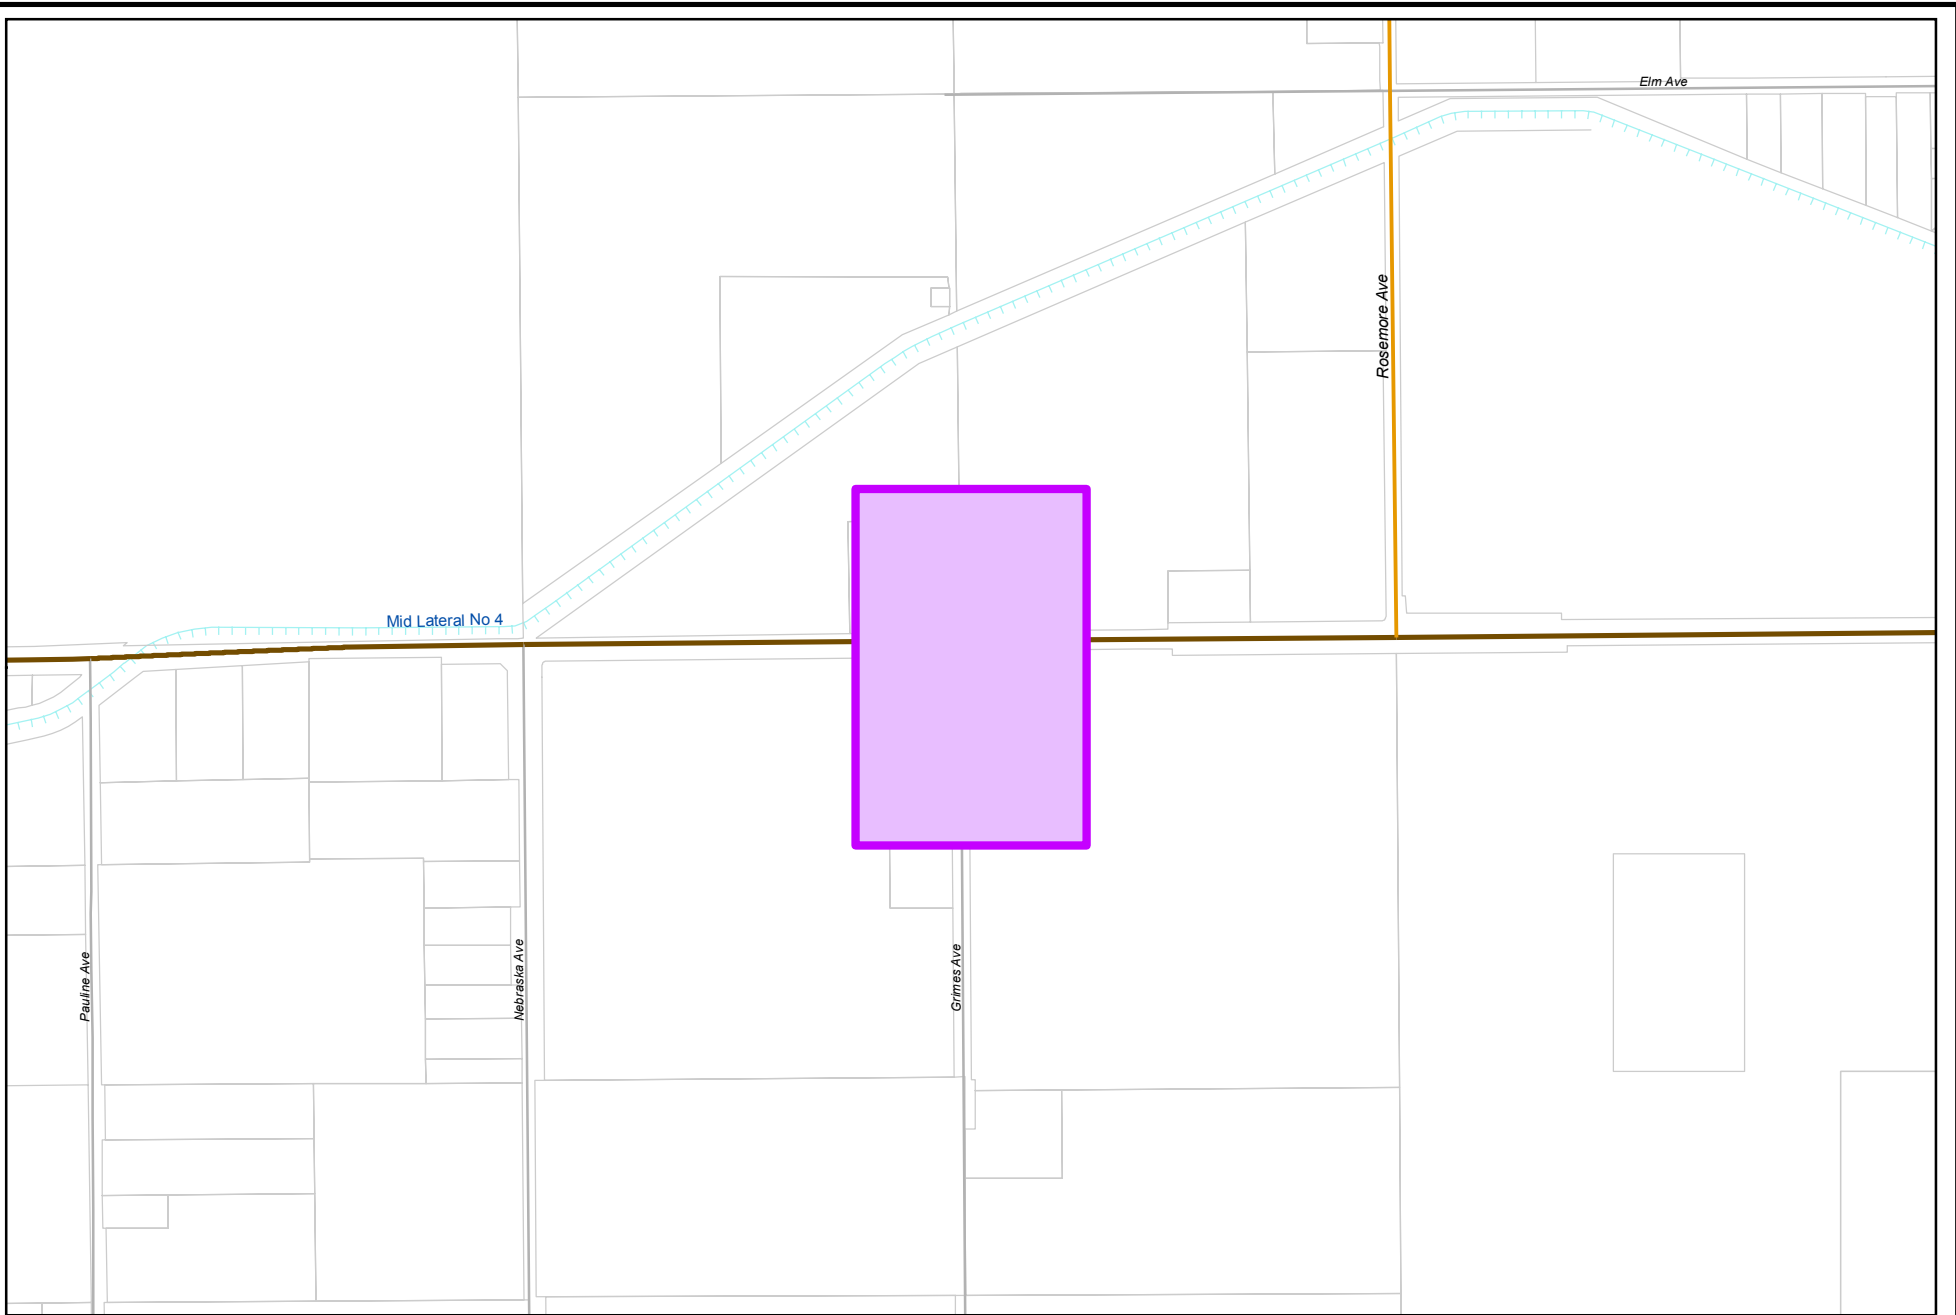 Elm Ave
Rosemore Ave
Mid Lateral No 4
Pauline Ave
Nebraska Ave
Grimes Ave